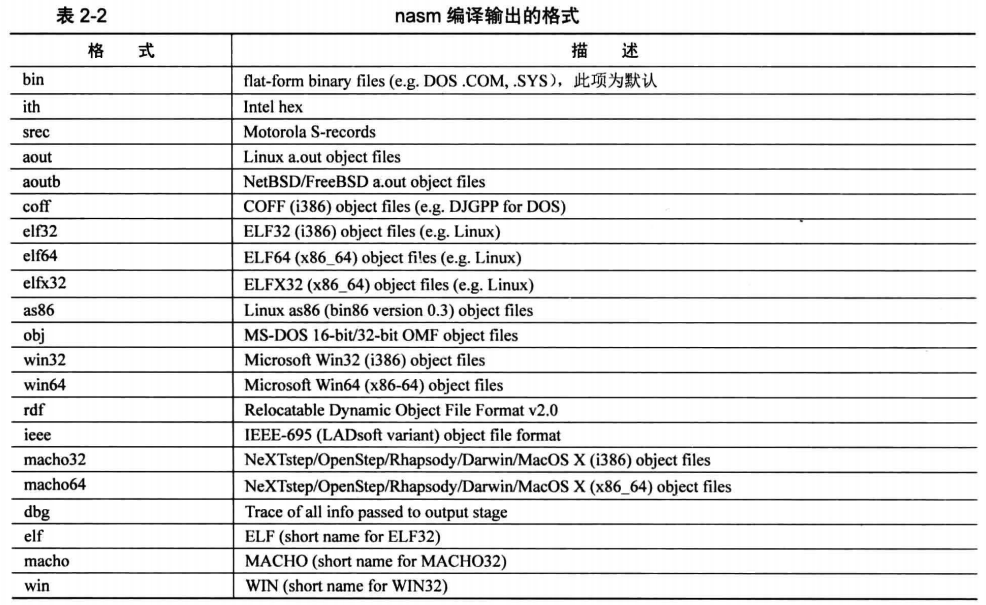 表 2-2 nasm 编译输出的格式
格 式 描 述
bin flat-form binary files (e.g. DOS .COM, .SYS),此项为默认
ith Intel hex
srec Motorola S-records
aout Linux a.out object files
aoutb NetBSD/FreeBSD a.out object files
coff COFF (i386) object files (e.g. DJGPP for DOS)
elf32 ELF32 (i386) object files (e.g. Linux)
elf64 ELF64 (x86_64) object files (e.g. Linux)
elfx32 ELFX32 (x86_64) object files (e.g. Linux)
as86 Linux as86 (bin86 version 0.3) object files
obj MS-DOS 16-bit/32-bit OMF object files
win32 Microsoft Win32 (i386) object files
win64 Microsoft Win64 (x86-64) object files
rdf Relocatable Dynamic Object File Format v2.0
ieee IEEE-695 (LADsoft variant) object file format
macho32 NeXTstep/OpenStep/Rhapsody/Darwin/MacOS X (i386) object files
macho64 NeXTstep/OpenStep/Rhapsody/Darwin/MacOS X (x86_64) object files
dbg Trace of all info passed to output stage
elf ELF (short name for ELF32)
macho MACHO (short name for MACHO32)
win WIN (short name for WIN32)